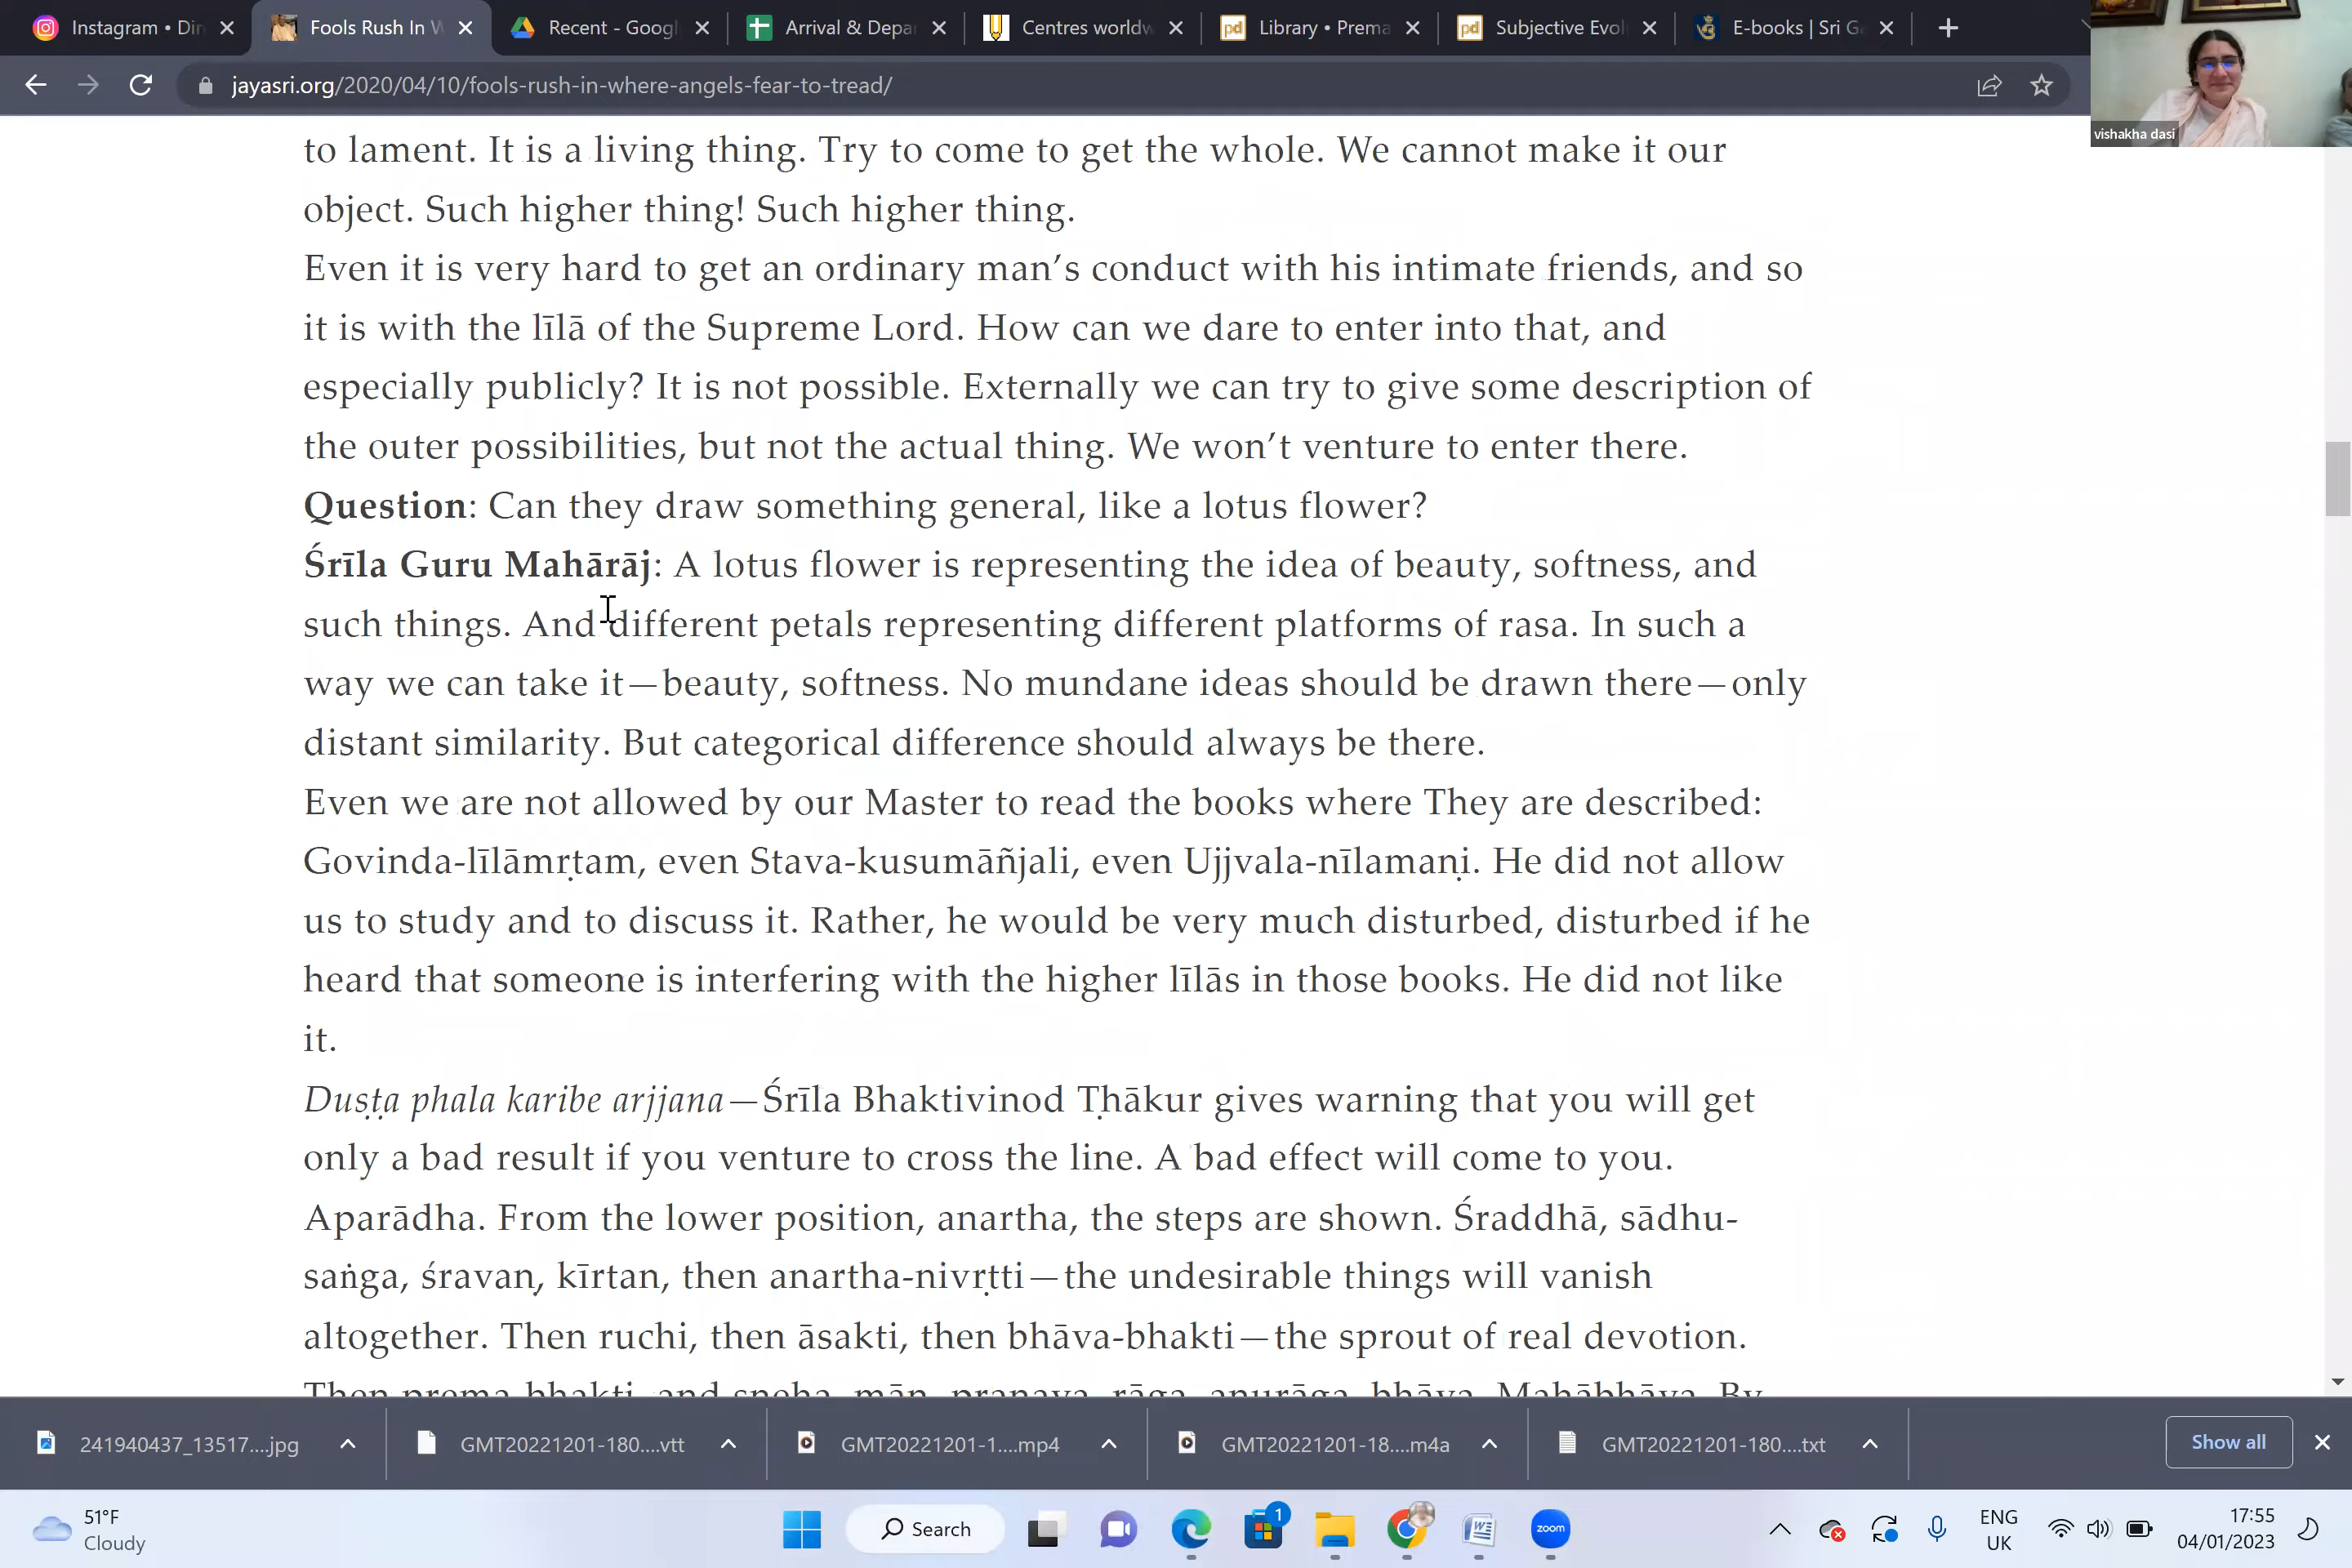 Instagram • Dir
Fools Rush In W
Recent - Googl
Arrival & Depar
Centres worldw
Library • Prema
Subjective Evol
E-books | Sri Ga
jayasri.org/2020/04/10/fools-rush-in-where-angels-fear-to-tread/
vishakha dasi
to lament. It is a living thing. Try to come to get the whole. We cannot make it our
object. Such higher thing! Such higher thing.
Even it is very hard to get an ordinary man’s conduct with his intimate friends, and so
it is with the līlā of the Supreme Lord. How can we dare to enter into that, and
especially publicly? It is not possible. Externally we can try to give some description of
the outer possibilities, but not the actual thing. We won’t venture to enter there.
Question: Can they draw something general, like a lotus flower?
Śrīla Guru Mahārāj: A lotus flower is representing the idea of beauty, softness, and
such things. And different petals representing different platforms of rasa. In such a
way we can take it—beauty, softness. No mundane ideas should be drawn there—only
distant similarity. But categorical difference should always be there.
Even we are not allowed by our Master to read the books where They are described:
Govinda-līlāmṛtam, even Stava-kusumāñjali, even Ujjvala-nīlamaṇi. He did not allow
us to study and to discuss it. Rather, he would be very much disturbed, disturbed if he
heard that someone is interfering with the higher līlās in those books. He did not like
it.
Duṣṭa phala karibe arjjana—Śrīla Bhaktivinod Ṭhākur gives warning that you will get
only a bad result if you venture to cross the line. A bad effect will come to you.
Aparādha. From the lower position, anartha, the steps are shown. Śraddhā, sādhu-
saṅga, śravaṇ, kīrtan, then anartha-nivṛtti—the undesirable things will vanish
altogether. Then ruchi, then āsakti, then bhāva-bhakti—the sprout of real devotion.
Then prema-bhakti, and sneha, mān, praṇaya, rāga, anurāga, bhāva, Mahābhāva. By
241940437_13517....jpg
GMT20221201-180....vtt
GMT20221201-1....mp4
GMT20221201-18....m4a
GMT20221201-180....txt
Show all
51°F
Cloudy
Search
1
zoom
ENG
UK
17:55
04/01/2023